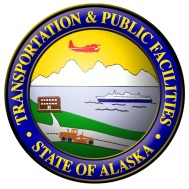 TRANSPORTATION & PUBLIC FACILITIES
STATE OF ALASKA